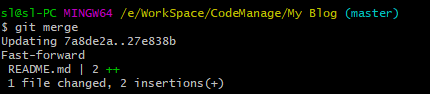 sl@sl-PC MINGW64 /e/WorkSpace/CodeManage/My Blog (master)
$ git merge
Updating 7a8de2a..27e838b
Fast-forward
 README.md | 2 ++
 1 file changed, 2 insertions(+)